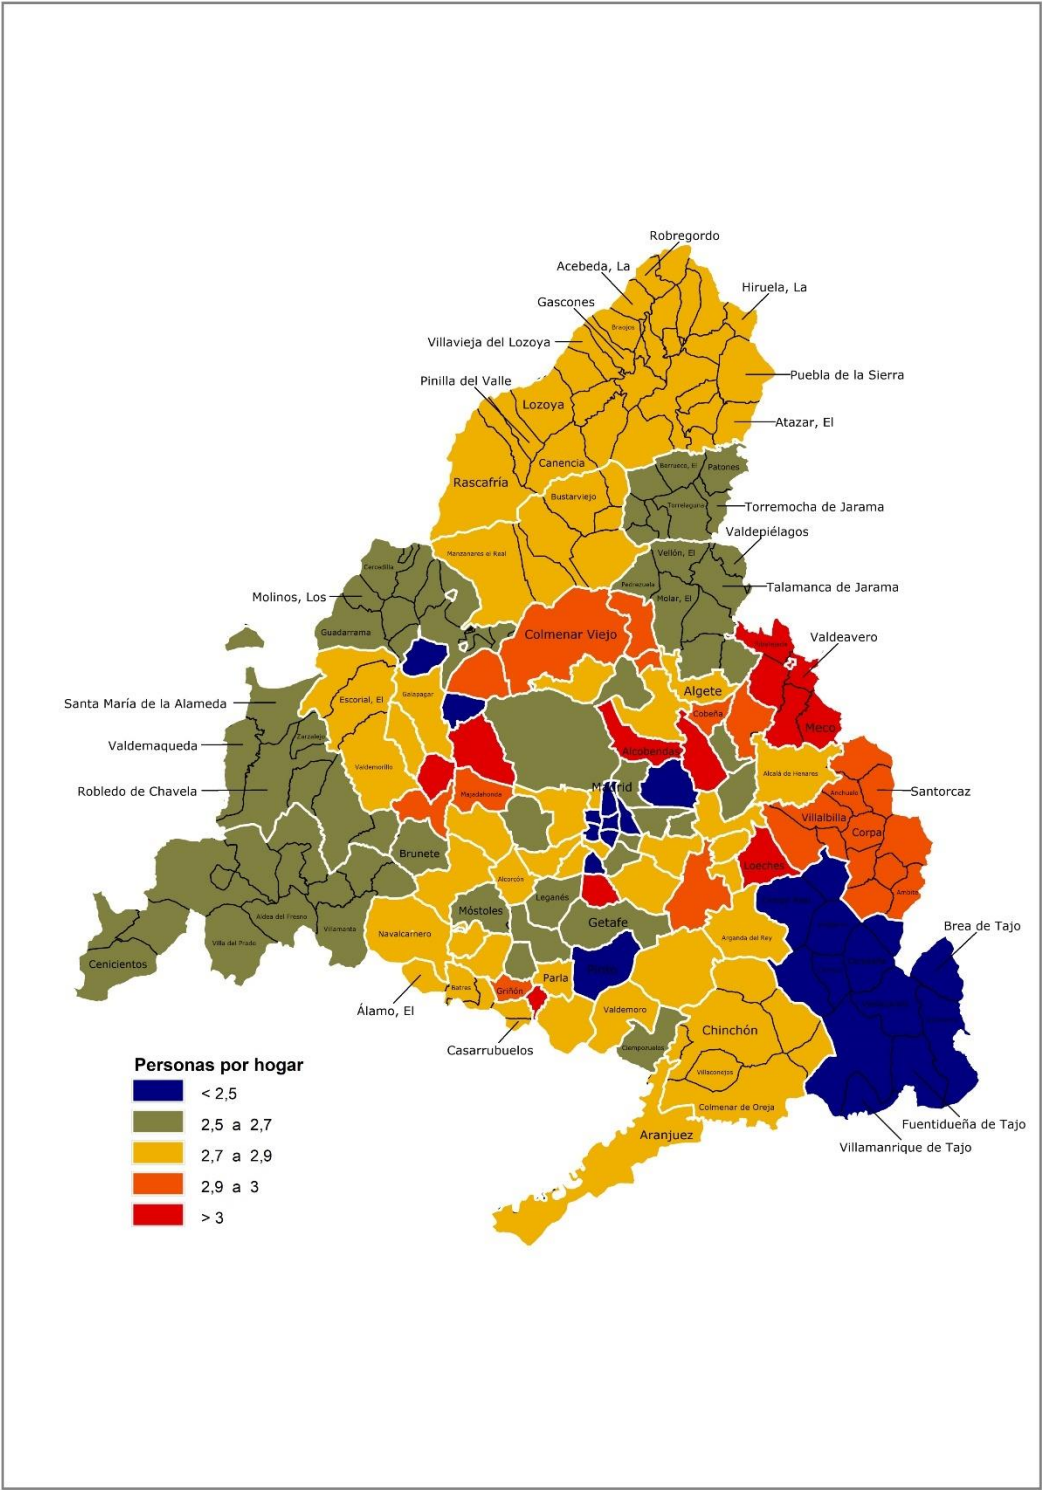 Robregordo
Acebeda, La
Hiruela, La
Gascones
Braojos
Villavieja del Lozoya
Puebla de la Sierra
Pinilla del Valle
Lozoya
Atazar, El
Canencia
Berrueco, El
Patones
Rascafría
Bustarviejo
Torrelaguna
Torremocha de Jarama
Valdepiélagos
Manzanares el Real
Vellón, El
Cercedilla
Pedrezuela
Talamanca de Jarama
Molinos, Los
Molar, El
Guadarrama
Colmenar Viejo
Valdeavero
Santa María de la Alameda
Escorial, El
Galapagar
Algete
Cobeña
Meco
Valdemaqueda
Zarzalejo
Alcobendas
Valdemorillo
Alcalá de Henares
Robledo de Chavela
Majadahonda
Madrid
Anchuelo
Santorcaz
Villalbilla
Corpa
Brunete
Loeches
Alcorcón
Ambite
Leganés
Móstoles
Aldea del Fresno
Getafe
Villamanta
Navalcarnero
Villa del Prado
Arganda del Rey
Brea de Tajo
Cenicientos
Parla
Batres
Griñón
Álamo, El
Valdemoro
Chinchón
Casarrubuelos
Ciempozuelos
Villaconejos
Colmenar de Oreja
Fuentidueña de Tajo
Aranjuez
Villamanrique de Tajo
Personas por hogar
< 2,5
2,5 a 2,7
2,7 a 2,9
2,9 a 3
> 3